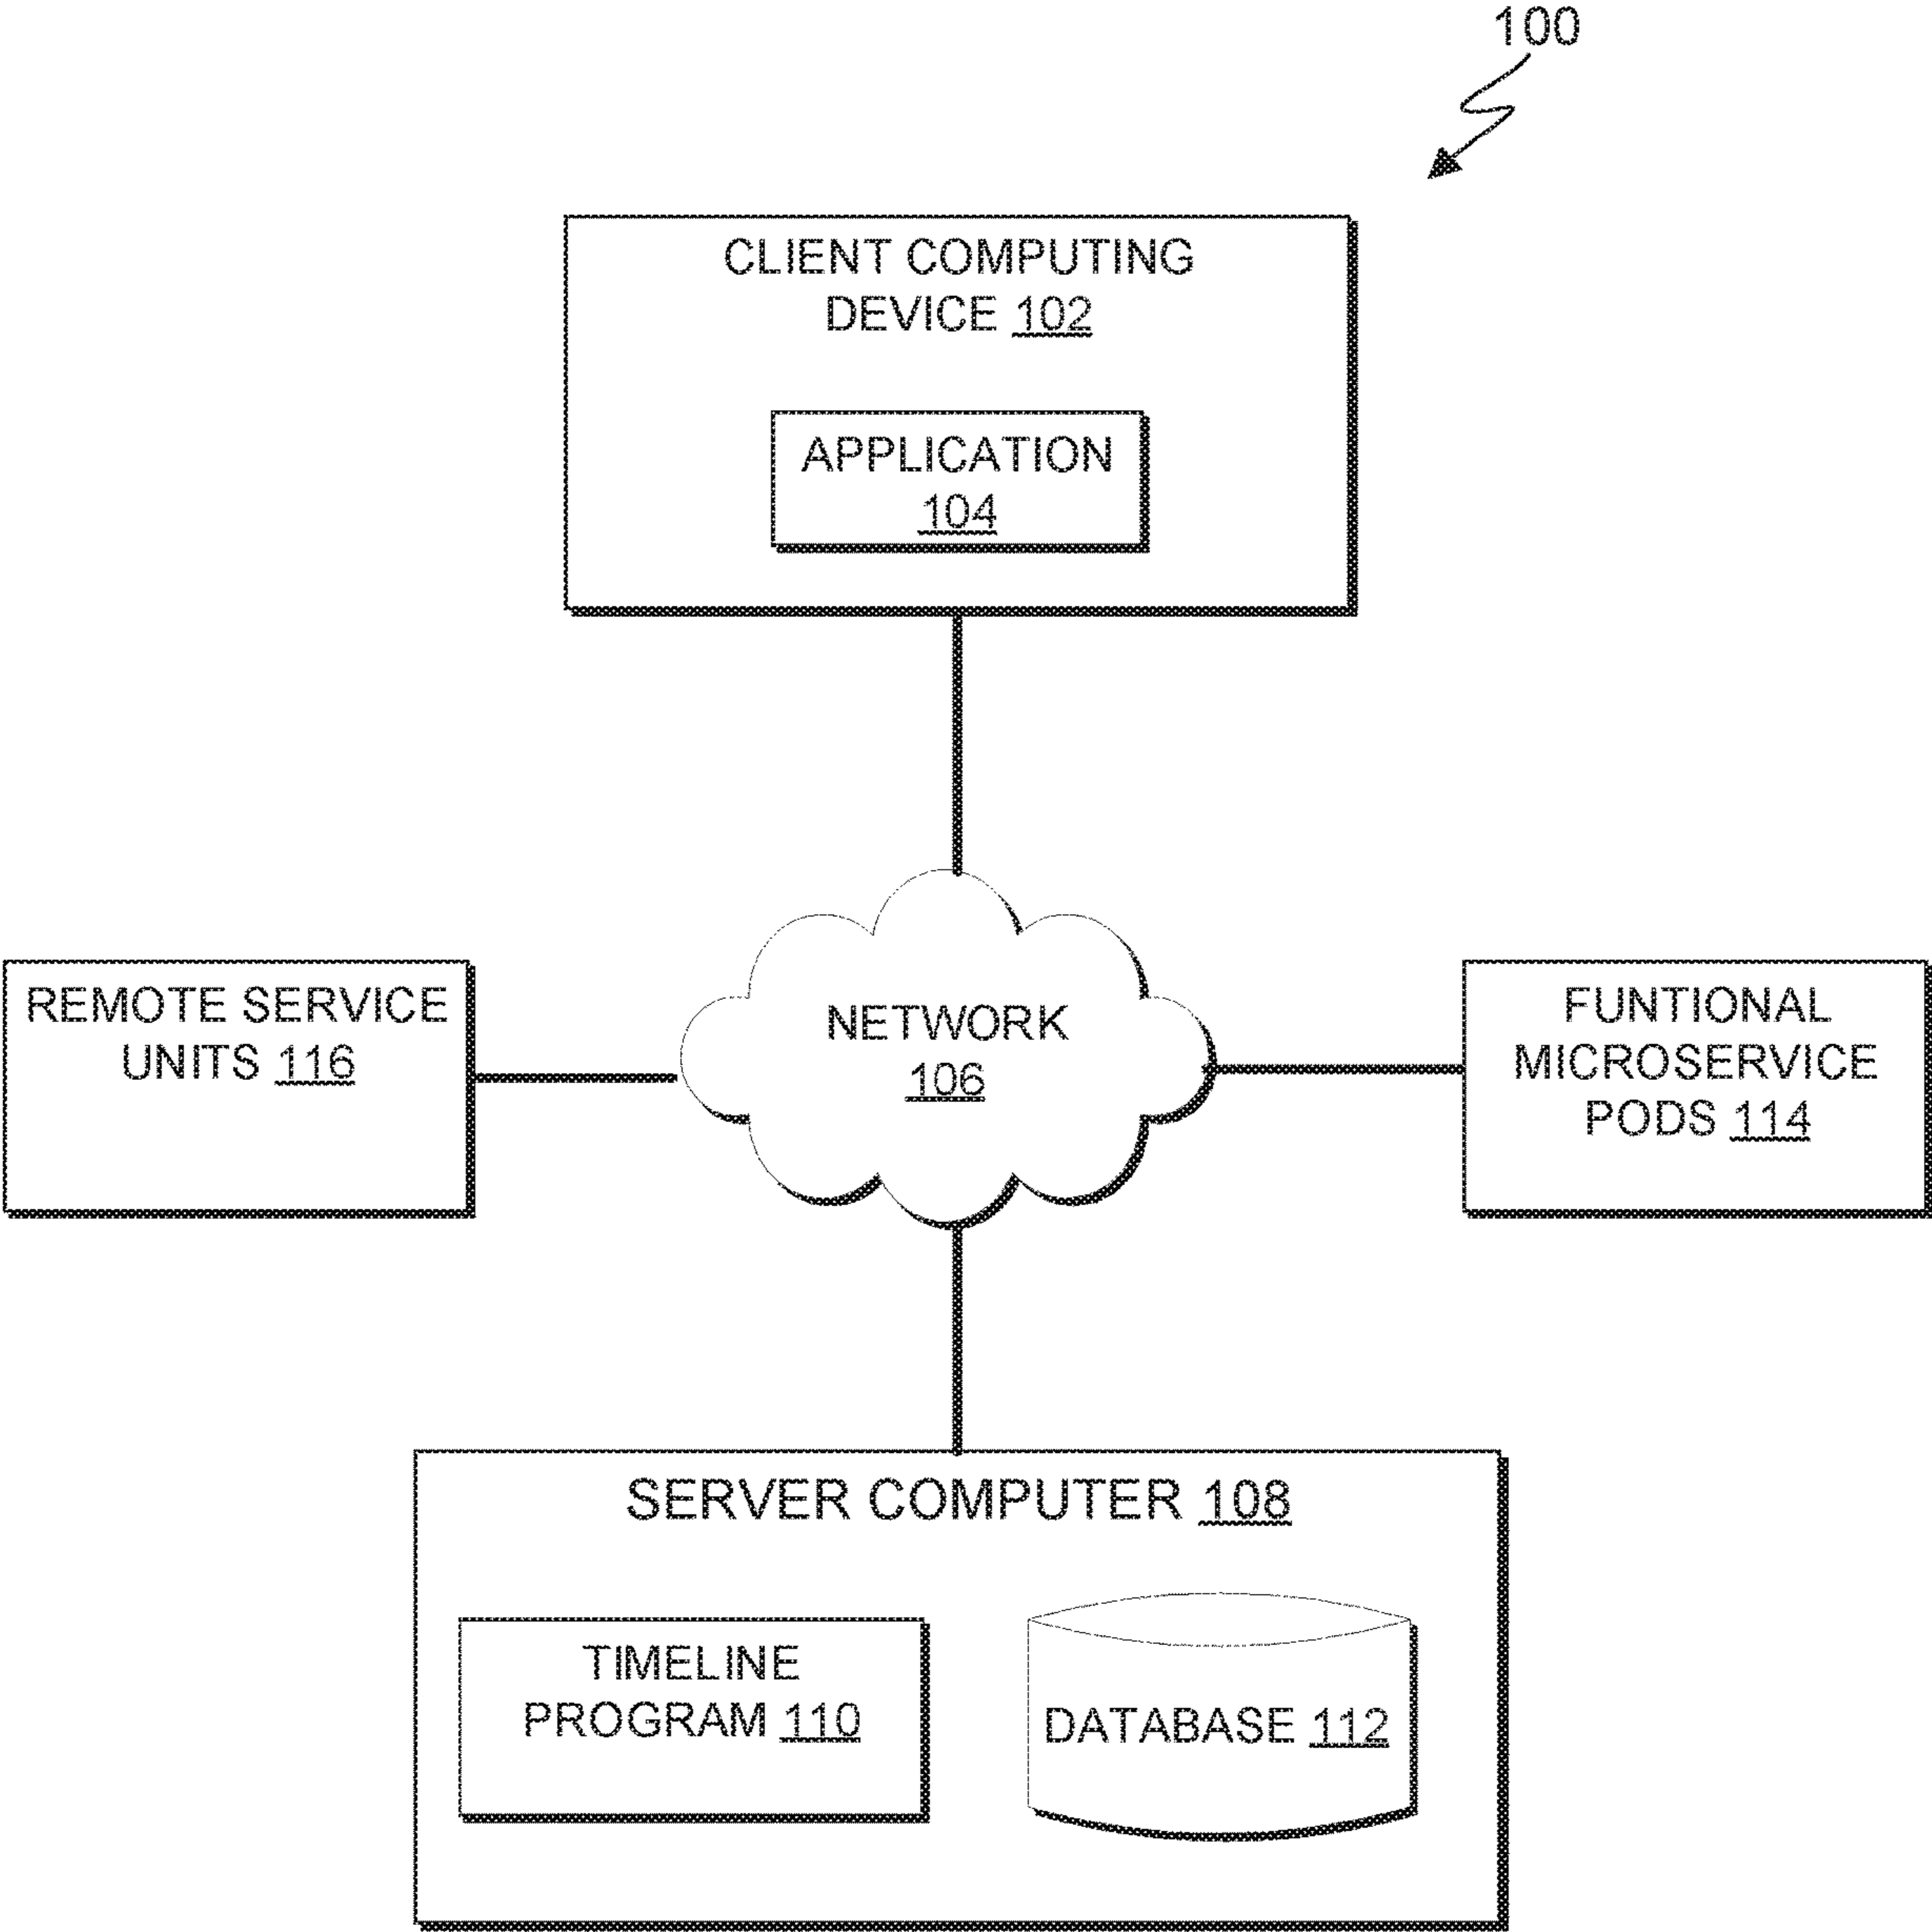 100
CLIENT COMPUTING
DEVICE 102
APPLICATION
104
REMOTE SERVICE
UNITS 116
NETWORK
106
FUNTIONAL
MICROSERVICE
PODS 114
SERVER COMPUTER 108
TIMELINE
PROGRAM 110
DATABASE 112